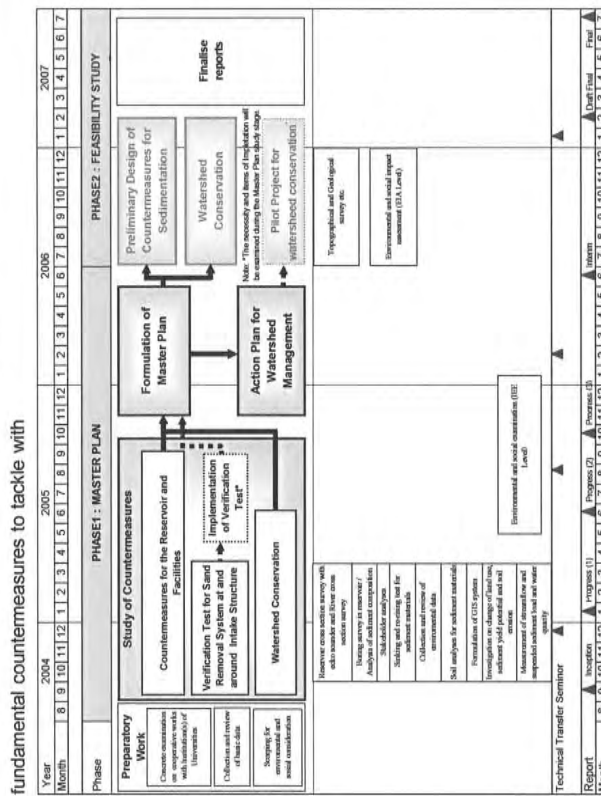 fundamental countermeasures to tackle with
Year 2004 2005 2006 2007
Month 8 9 10 11 12 1 2 3 4 5 6 7 8 9 10 11 12 1 2 3 4 5 6 7 8 9 10 11 12 1 2 3 4 5 6 7
Phase PHASE1 : MASTER PLAN PHASE2 : FEASIBILITY STUDY
Preparatory
Work
Concrete examination
on cooperative works
with Institution(s) of
Universities
Collection and review
of basic data
Scoping for
environmental and
social consideration
Study of Countermeasures
Countermeasures for the Reservoir and
Facilities
Verification Test for Sand
Removal System at and
around Intake Structure
Implementation
of Verification
Test*
Watershed Conservation
Formulation of
Master Plan
Action Plan for
Watershed
Management
Preliminary Design of
Countermeasures for
Sedimentation
Watershed
Conservation
Note: *The necessity and items of Impletation will
be examined during the Master Plan study stage.
Pilot Project for
watersheed conservation
Finalise
reports
Reservoir cross section survey with
echo sounder and River cross
section survey
Boring survey in reservoir /
Analysis of sediment composition
Stakeholder analyses
Sinking and re-rising test for
sediment materials
Collection and review of
environmental data
Soil analyses for sediment materials
Formulation of GIS system
Investigation on change of land use,
sediment yield potential and soil
erosion
Measurement of streamflow and
suspended sediment load and water
quantity
Environmental and social examination (IEE
Level)
Topographical and Geological
survey etc.
Environmental and social impact
assessment (EIA Level)
Technical Transfer Seminor
Report Inception Progress (1) Progress (2) Progress (3) Interim Draft Final Final